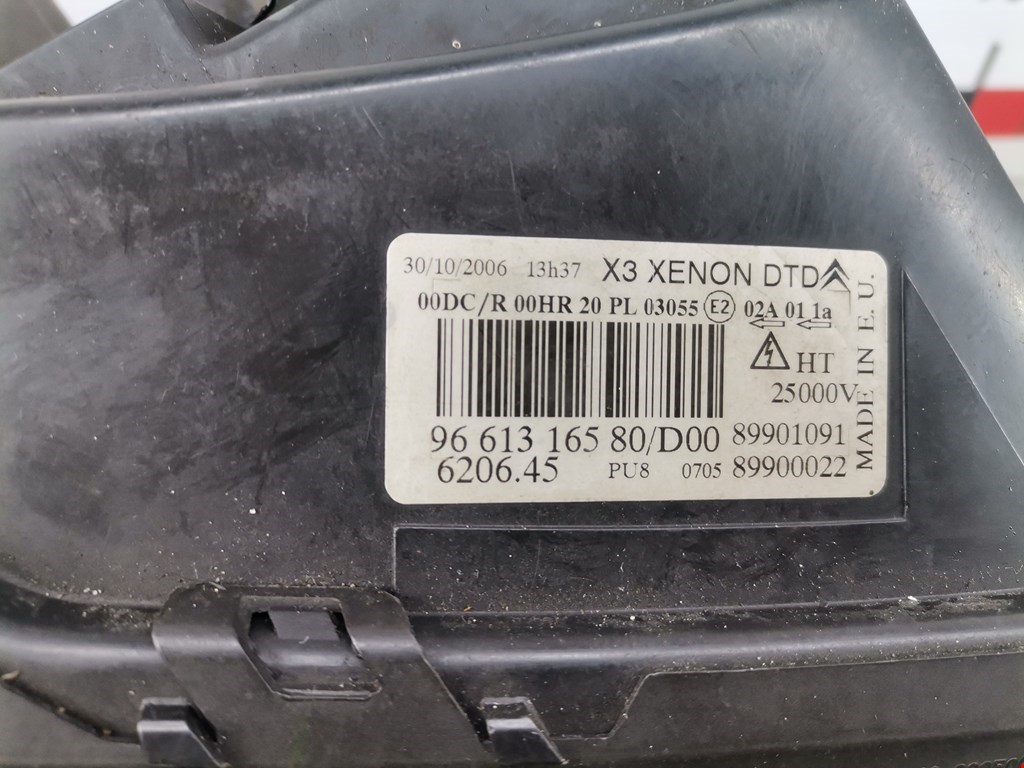 30/10/2006 13h37 X3 XENON DTD
00DC/R 00HR 20 PL 03055 E2 02A 01 1a
HT
25000V
96 613 165 80/D00 89901091
6206.45 PU8 0705 89900022
MADE IN E.U.